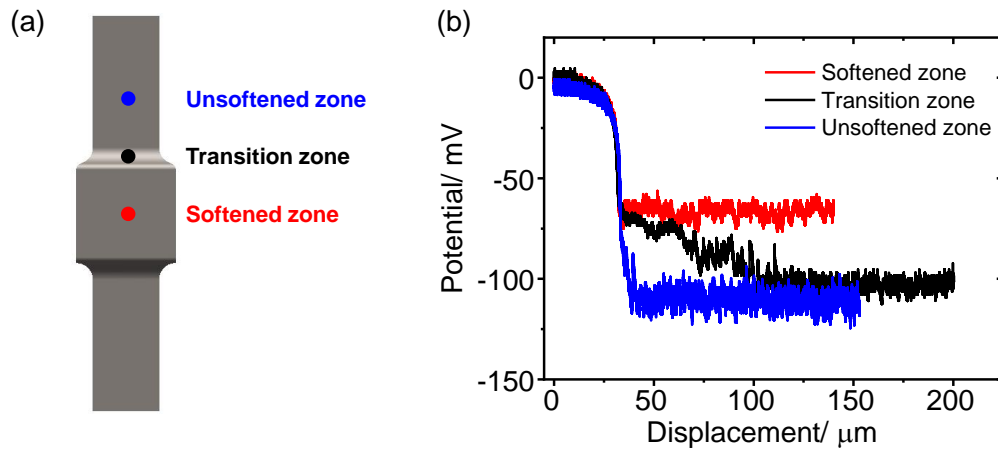 (a)
Unsoftened zone
Transition zone
Softened zone
(b)
Softened zone
Transition zone
Unsoftened zone
0
-50
-100
-150
Potential/ mV
0 50 100 150 200
Displacement/ μm